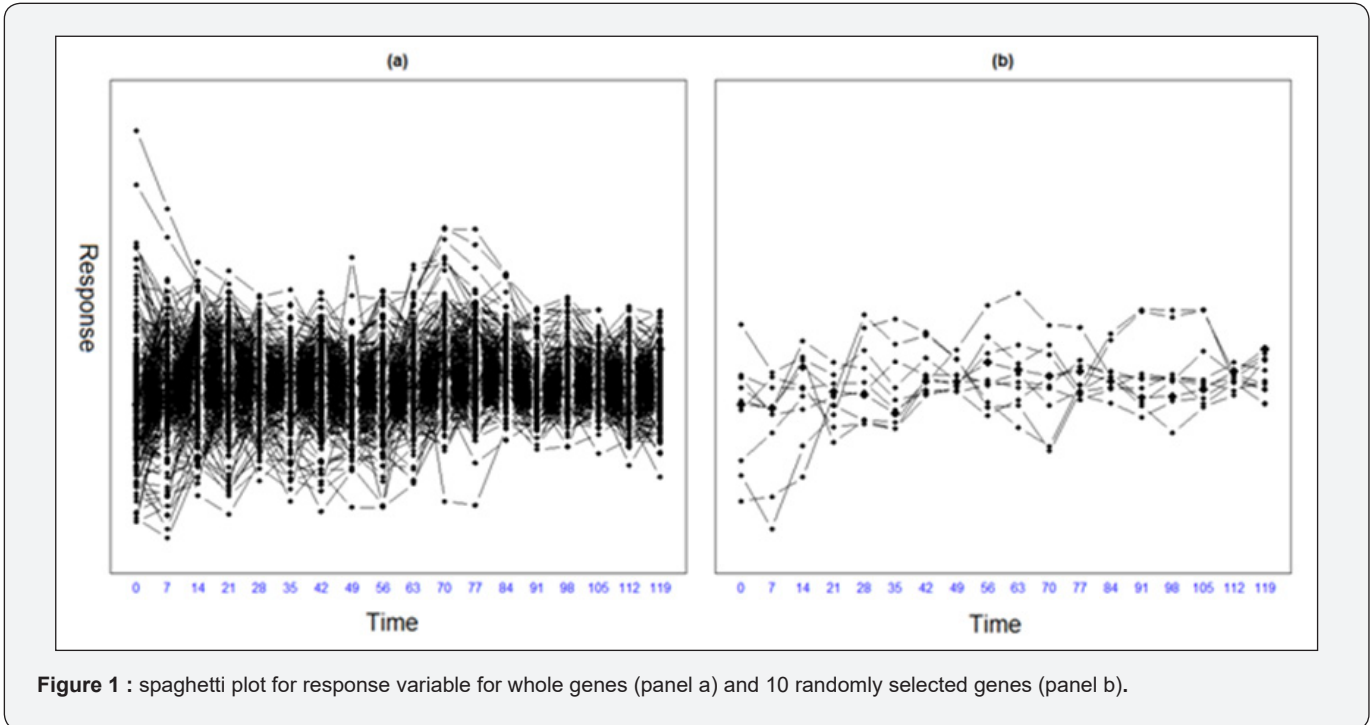 (a)
(b)
Response
0 7 14 21 28 35 42 49 56 63 70 77 84 91 98 105 112 119
0 7 14 21 28 35 42 49 56 63 70 77 84 91 98 105 112 119
Time
Time
Figure 1 : spaghetti plot for response variable for whole genes (panel a) and 10 randomly selected genes (panel b).